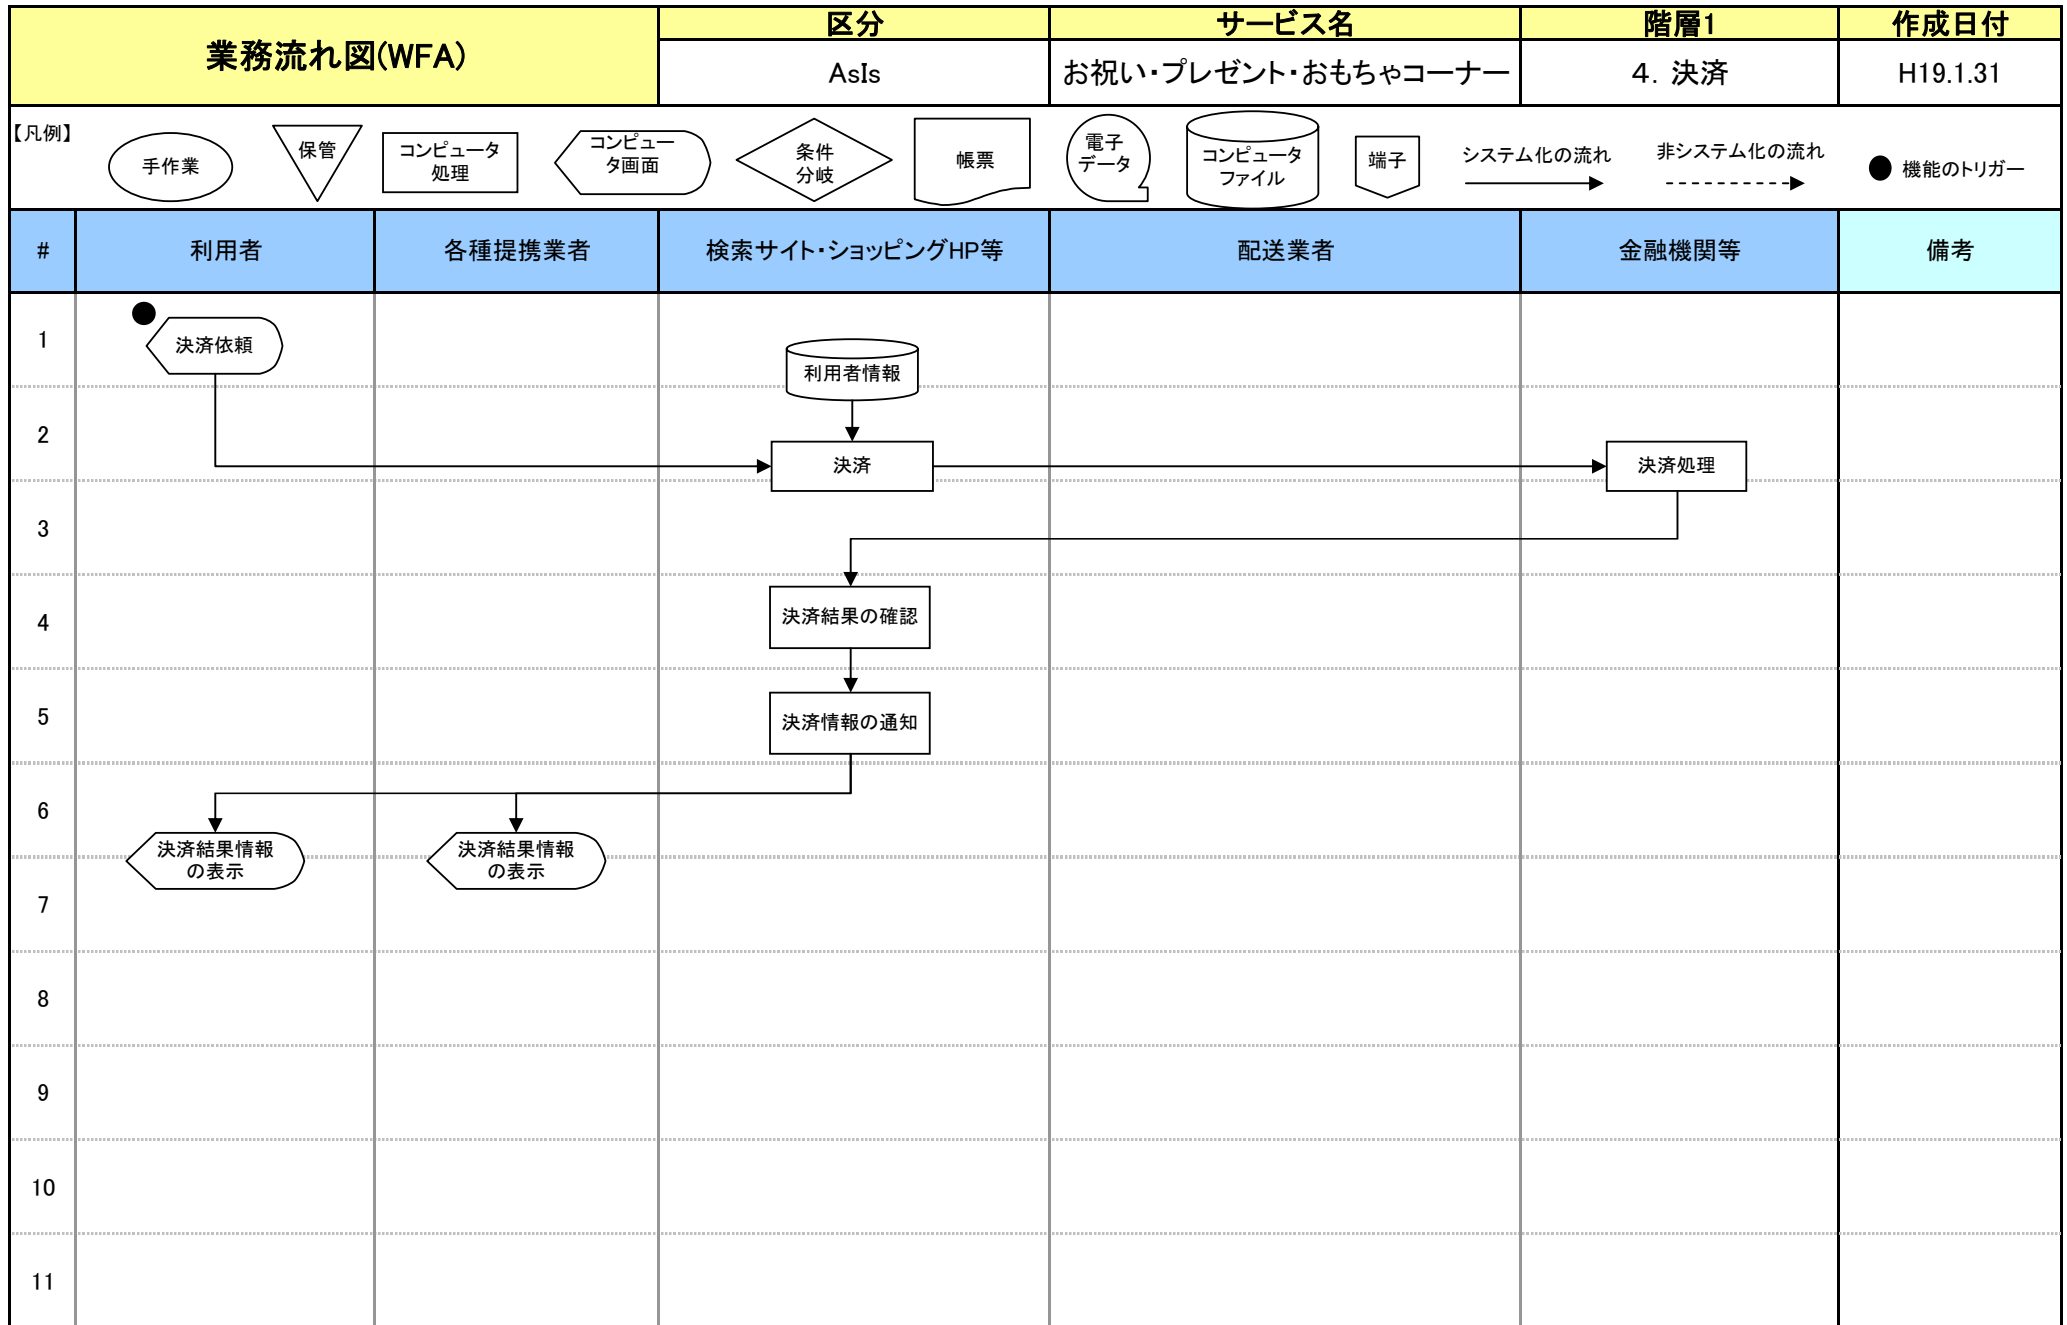 業務流れ図(WFA)
区分
サービス名
階層1
作成日付
AsIs
お祝い・プレゼント・おもちゃコーナー
4. 決済
H19.1.31
【凡例】
手作業
保管
コンピュータ
処理
コンピュー
タ画面
条件
分岐
帳票
電子
データ
コンピュータ
ファイル
端子
システム化の流れ
非システム化の流れ
機能のトリガー
#
利用者
各種提携業者
検索サイト・ショッピングHP等
配送業者
金融機関等
備考
1
決済依頼
利用者情報
2
決済
決済処理
3
4
決済結果の確認
5
決済情報の通知
6
決済結果情報
の表示
決済結果情報
の表示
7
8
9
10
11